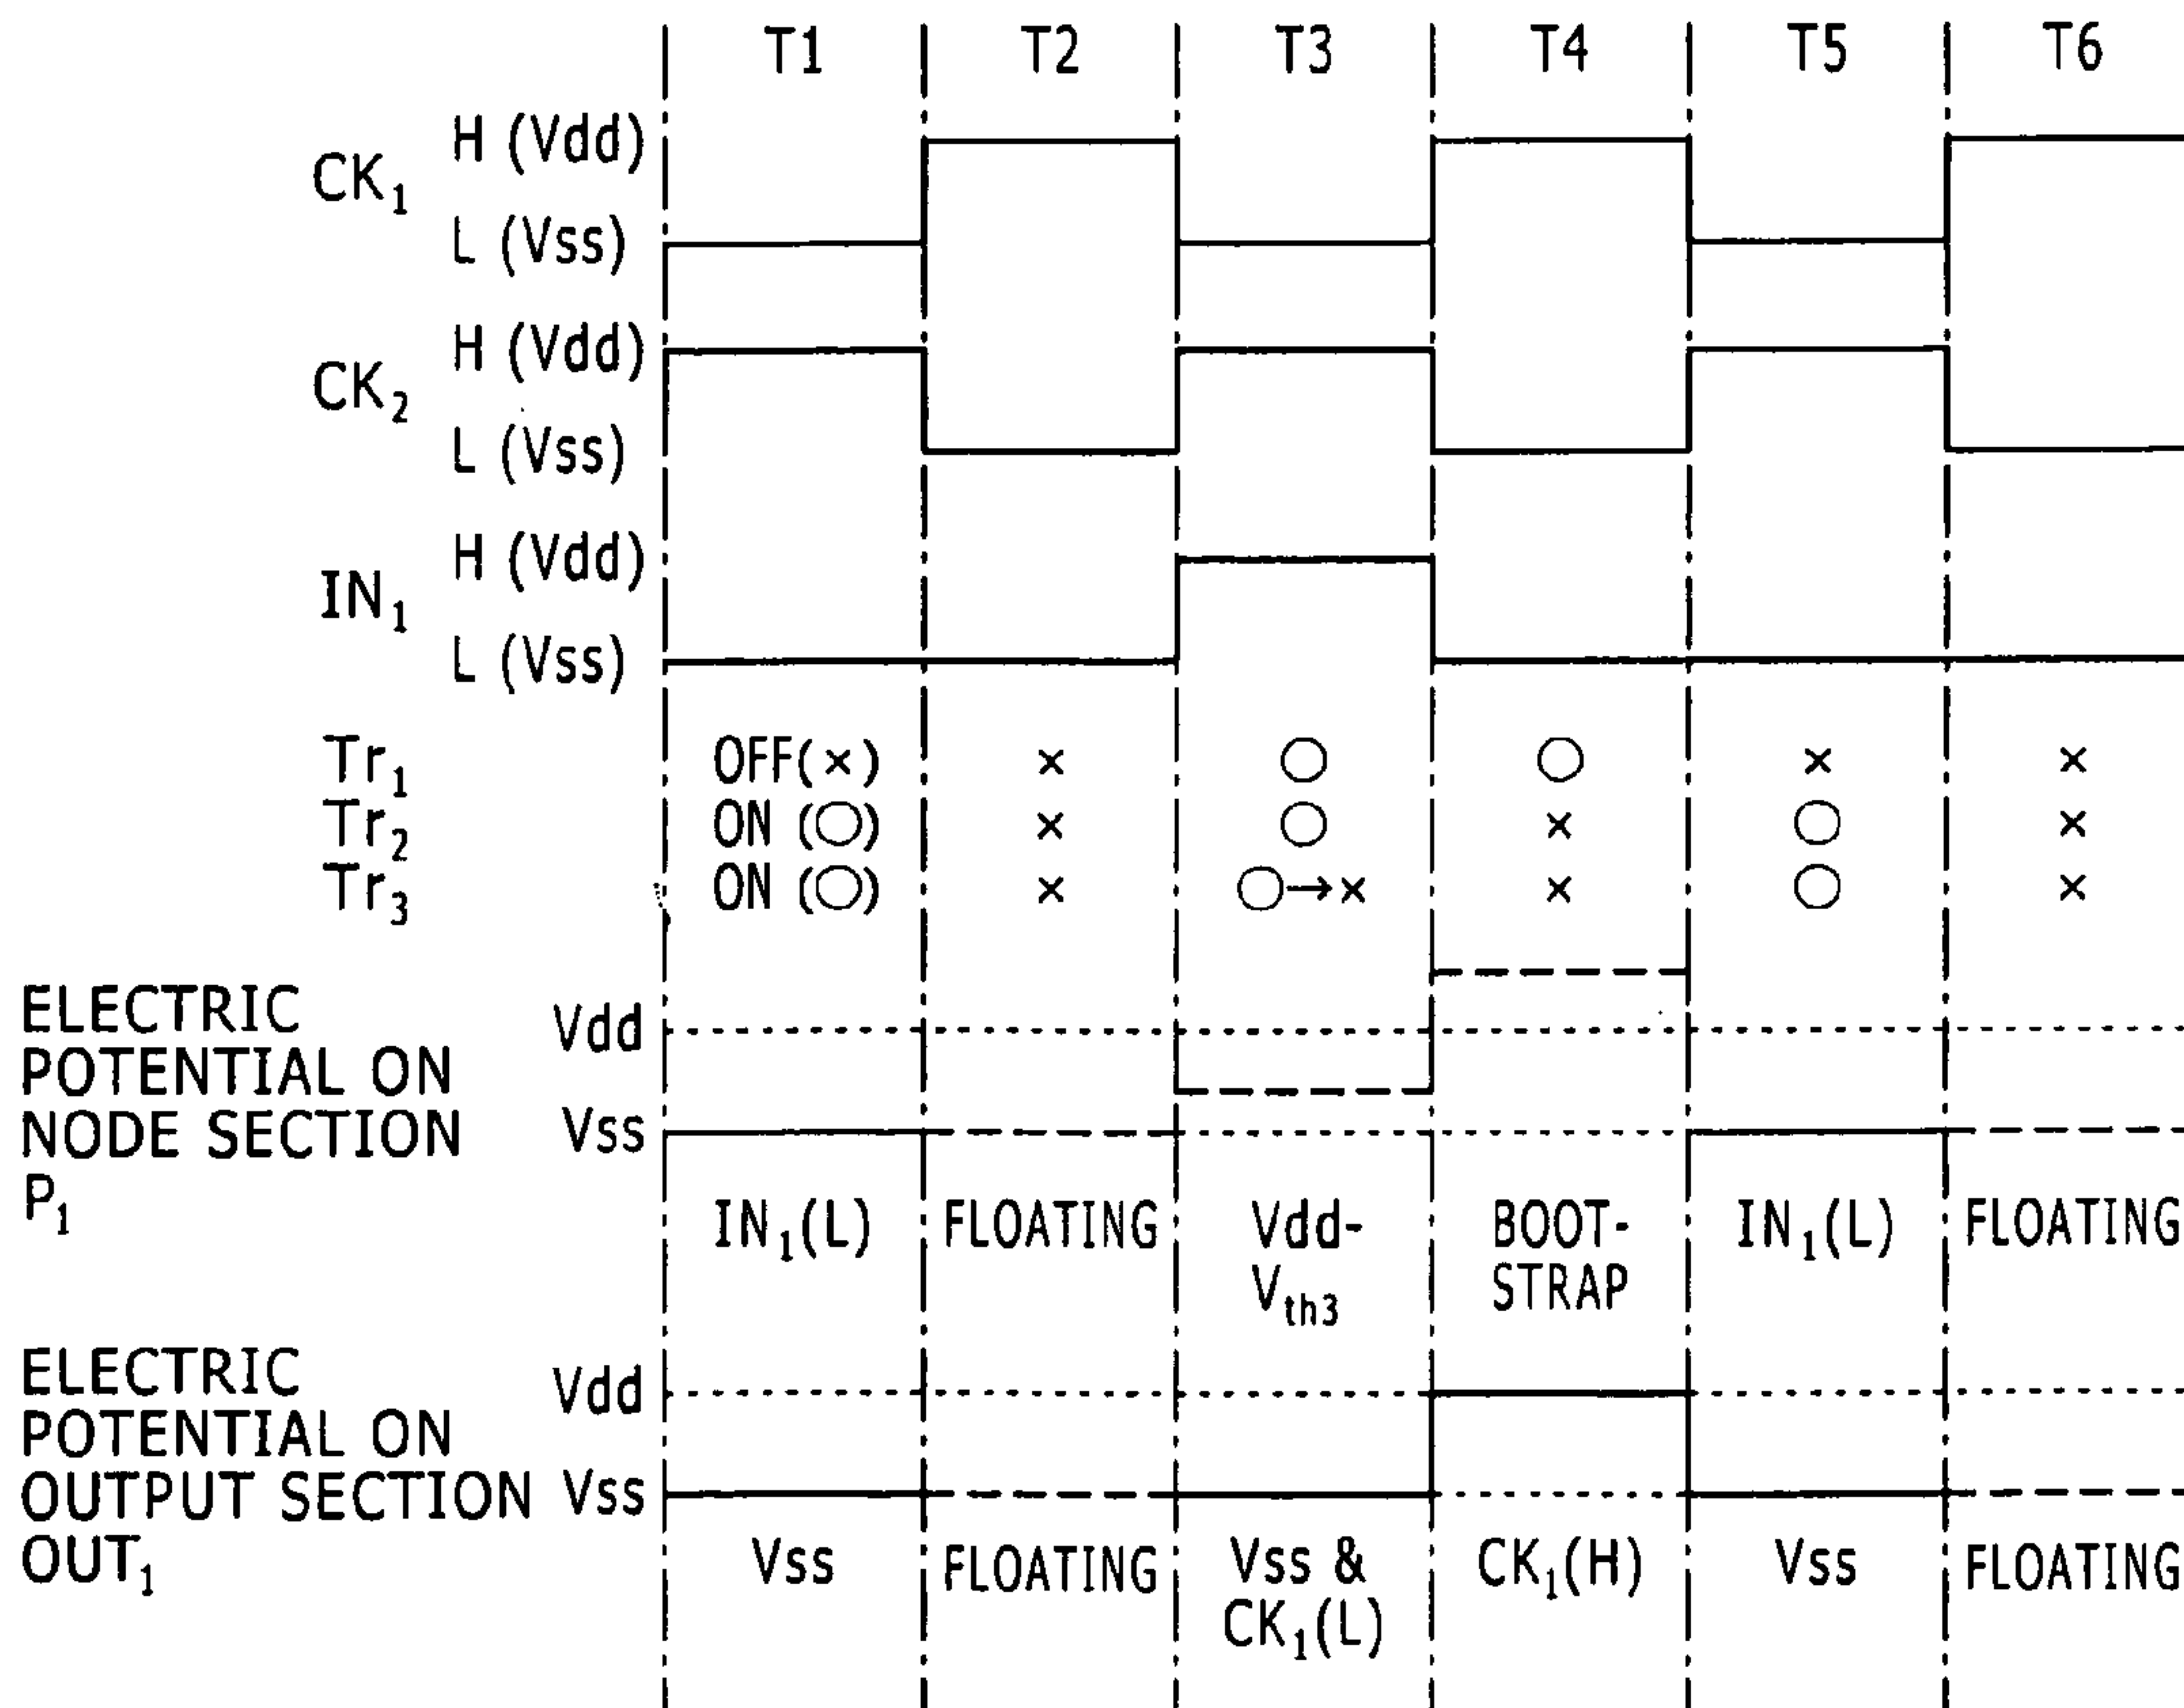 T1 T2 T3 T4 T5 T6
CK1 H (Vdd)
L (Vss)
CK2 H (Vdd)
L (Vss)
IN1 H (Vdd)
L (Vss)
Tr1 OFF(×) × ○ ○ × ×
Tr2 ON (○) × ○ × ○ ×
Tr3 ON (○) × ○→× × ○ ×
ELECTRIC
POTENTIAL ON
NODE SECTION
P1
Vdd
Vss
IN1(L) FLOATING Vdd- BOOT- IN1(L) FLOATING
Vth3 STRAP
ELECTRIC
POTENTIAL ON
OUTPUT SECTION
OUT1
Vdd
Vss
Vss FLOATING Vss & CK1(H) Vss FLOATING
CK1(L)